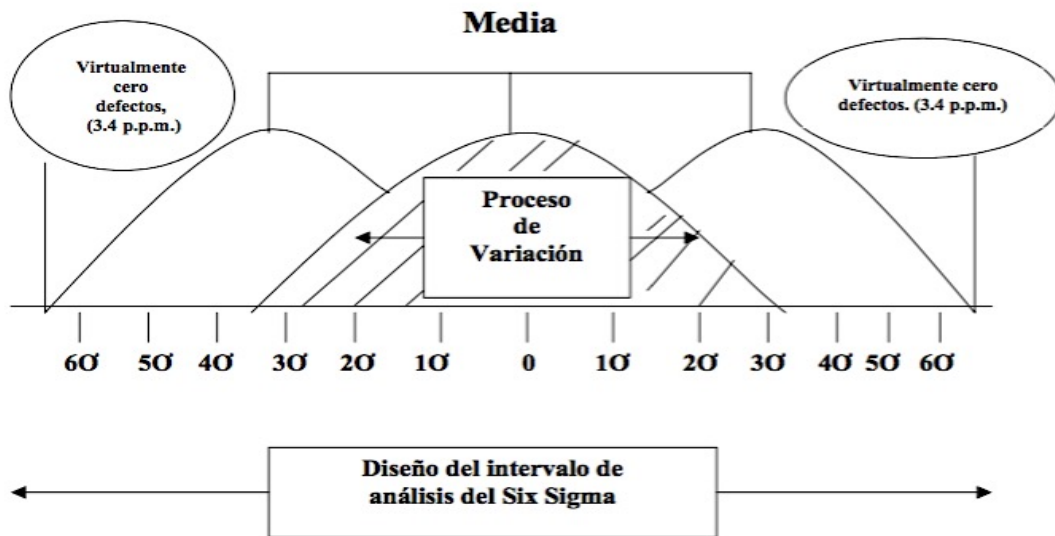 Media
Virtualmente
cero
defectos,
(3.4 p.p.m.)
Virtualmente cero
defectos. (3.4 p.p.m.)
Proceso
de
Variación
6σ 5σ 4σ 3σ 2σ 1σ 0 1σ 2σ 3σ 4σ 5σ 6σ
Diseño del intervalo de
análisis del Six Sigma